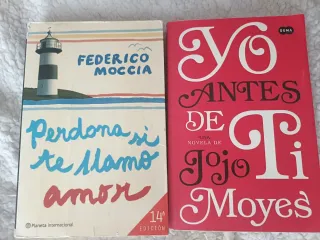 FEDERICO
MOCCIA
Perdona si
te llamo
amor
Planeta Internacional
14ª
EDICIÓN
SUMA
YO
ANTES
DE
TI
UNA
NOVELA DE
Jojo
Moyes